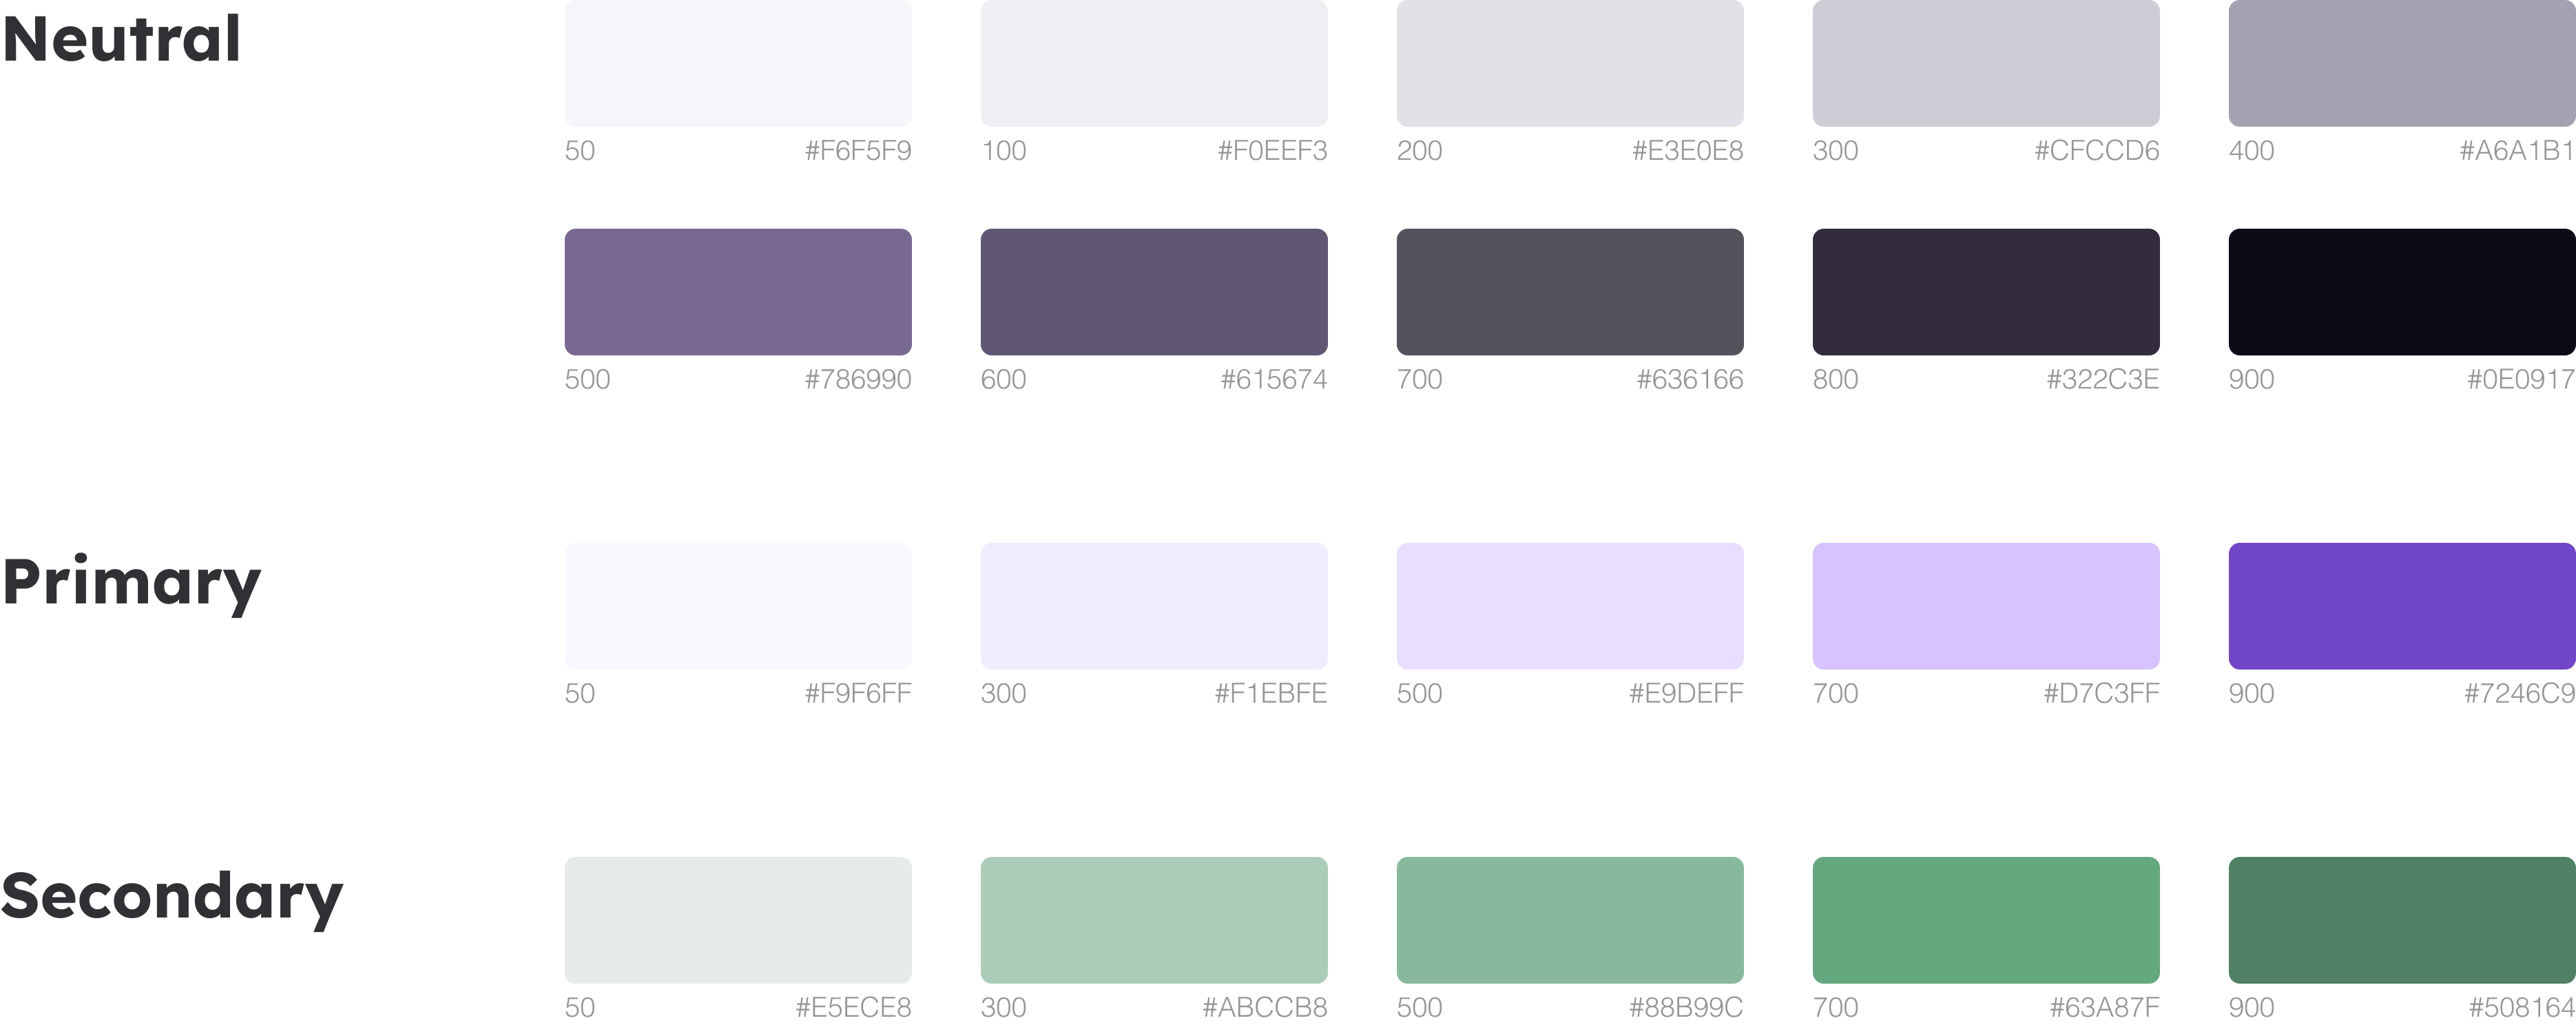 Neutral
50 #F6F5F9 100 #F0EEF3 200 #E3E0E8 300 #CFCCD6 400 #A6A1B1
500 #786990 600 #615674 700 #636166 800 #322C3E 900 #0E0917
Primary
50 #F9F6FF 300 #F1EBFE 500 #E9DEFF 700 #D7C3FF 900 #7246C9
Secondary
50 #E5ECE8 300 #ABCCB8 500 #88B99C 700 #63A87F 900 #508164